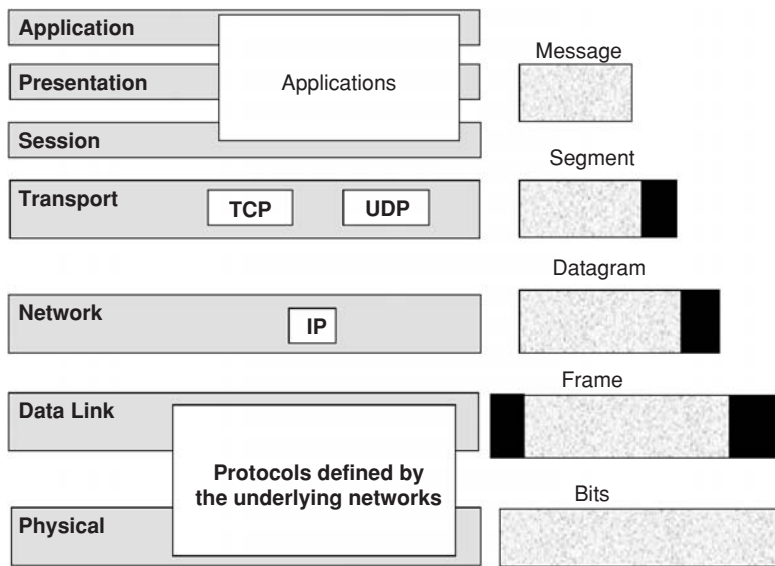 Application
Presentation
Applications
Session
Message
Transport
TCP
UDP
Segment
Network
IP
Datagram
Data Link
Frame
Protocols defined by
the underlying networks
Physical
Bits